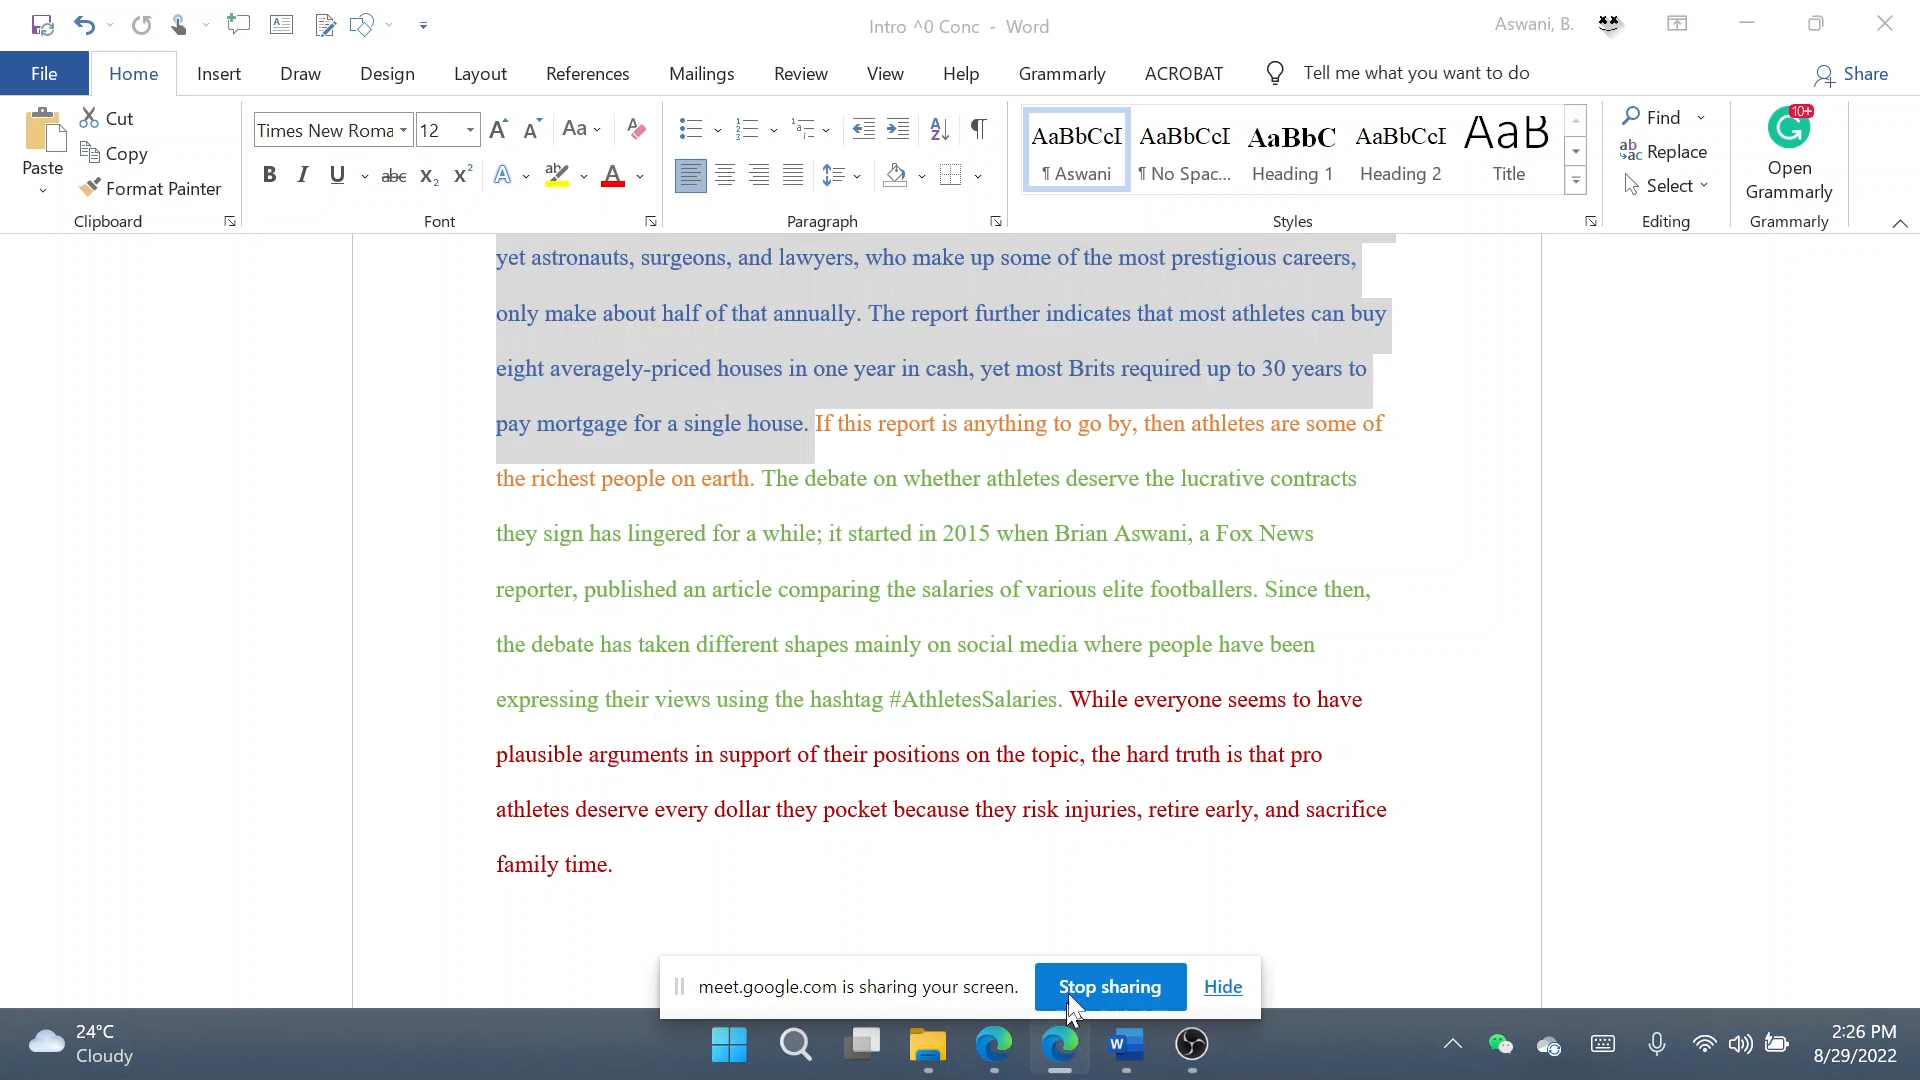 Intro ^0 Conc - Word
Aswani, B.
File Home Insert Draw Design Layout References Mailings Review View Help Grammarly ACROBAT Tell me what you want to do Share
Paste
Cut
Copy
Format Painter
Clipboard
Times New Roma 12 Aa
B I U abc X₂ X² A ab A
Font
Paragraph
AaBbCcI AaBbCcI AaBbC AaBbCcI AaB
¶ Aswani ¶ No Spac... Heading 1 Heading 2 Title
Styles
Find
Replace
Select
Editing
10+
Open
Grammarly
Grammarly
yet astronauts, surgeons, and lawyers, who make up some of the most prestigious careers,
only make about half of that annually. The report further indicates that most athletes can buy
eight averagely-priced houses in one year in cash, yet most Brits required up to 30 years to
pay mortgage for a single house. If this report is anything to go by, then athletes are some of
the richest people on earth. The debate on whether athletes deserve the lucrative contracts
they sign has lingered for a while; it started in 2015 when Brian Aswani, a Fox News
reporter, published an article comparing the salaries of various elite footballers. Since then,
the debate has taken different shapes mainly on social media where people have been
expressing their views using the hashtag #AthletesSalaries. While everyone seems to have
plausible arguments in support of their positions on the topic, the hard truth is that pro
athletes deserve every dollar they pocket because they risk injuries, retire early, and sacrifice
family time.
meet.google.com is sharing your screen. Stop sharing Hide
24°C
Cloudy
2:26 PM
8/29/2022